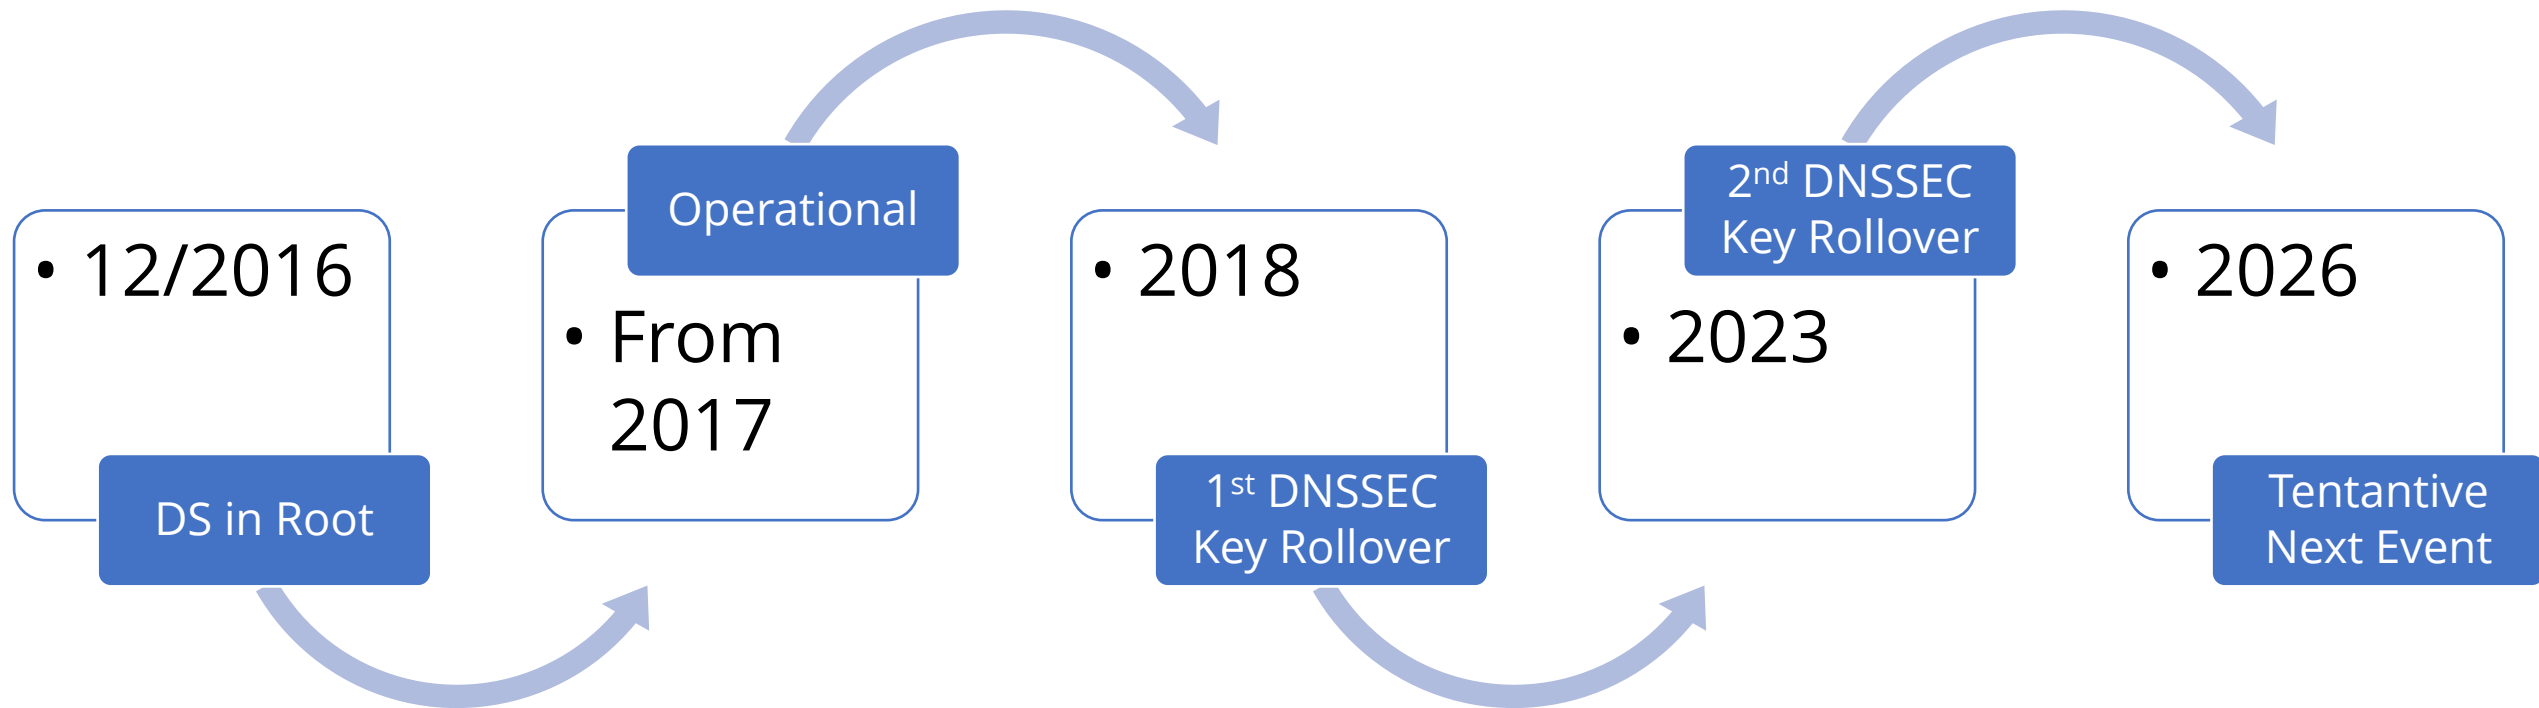 • 12/2016
DS in Root
Operational
• From
2017
• 2018
1st DNSSEC
Key Rollover
2nd DNSSEC
Key Rollover
• 2023
• 2026
Tentantive
Next Event